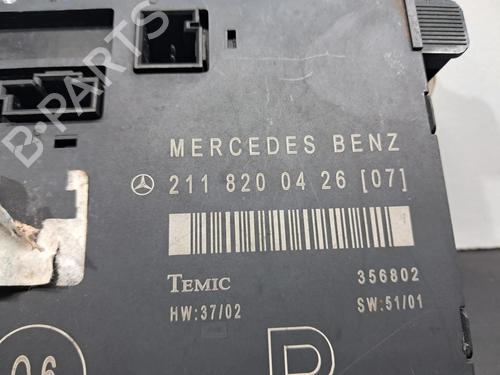 B-PARTS
MERCEDES BENZ
211 820 04 26 [07]
TEMIC 356802
HW:37/02 SW:51/01
06